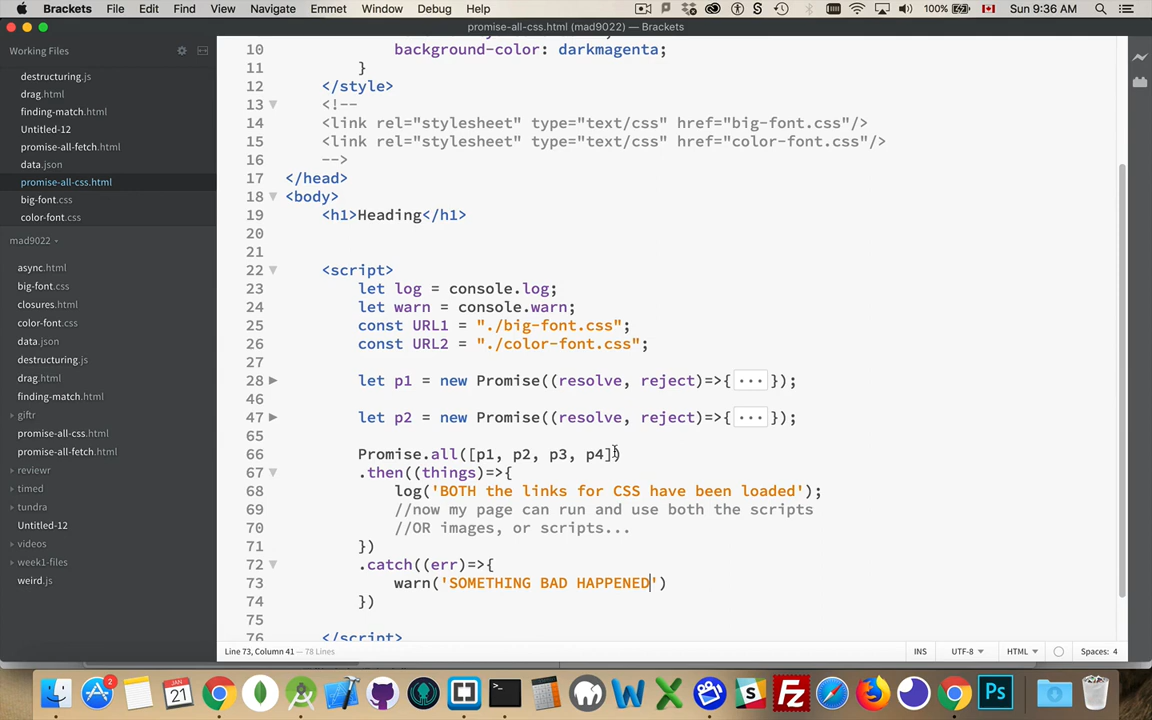 Brackets File Edit View Navigate Emmet Window Debug Help 100% Sun 9:36 AM
promise-all-css.html (mad9022) — Brackets
Working Files
destructuring.js
drag.html
finding-match.html
Untitled-12
promise-all-fetch.html
data.json
promise-all-css.html
big-font.css
color-font.css
mad9022
async.html
big-font.css
closures.html
color-font.css
data.json
destructuring.js
drag.html
finding-match.html
giftr
promise-all-css.html
promise-all-fetch.html
reviewr
timed
tundra
Untitled-12
videos
week1-files
weird.js
10 background-color: darkmagenta;
11 }
12 </style>
13 <!--
14 <link rel="stylesheet" type="text/css" href="big-font.css"/>
15 <link rel="stylesheet" type="text/css" href="color-font.css"/>
16 -->
17 </head>
18 <body>
19 <h1>Heading</h1>
20
21
22 <script>
23 let log = console.log;
24 let warn = console.warn;
25 const URL1 = "./big-font.css";
26 const URL2 = "./color-font.css";
27
28 let p1 = new Promise((resolve, reject)=>{ ... });
46
47 let p2 = new Promise((resolve, reject)=>{ ... });
65
66 Promise.all([p1, p2, p3, p4])
67 .then((things)=>{
68 log('BOTH the links for CSS have been loaded');
69 //now my page can run and use both the scripts
70 //OR images, or scripts...
71 })
72 .catch((err)=>{
73 warn('SOMETHING BAD HAPPENED')
74 })
75
76 </script>
Line 73, Column 41 — 78 Lines
INS UTF-8 HTML Spaces: 4
2
21
Ps